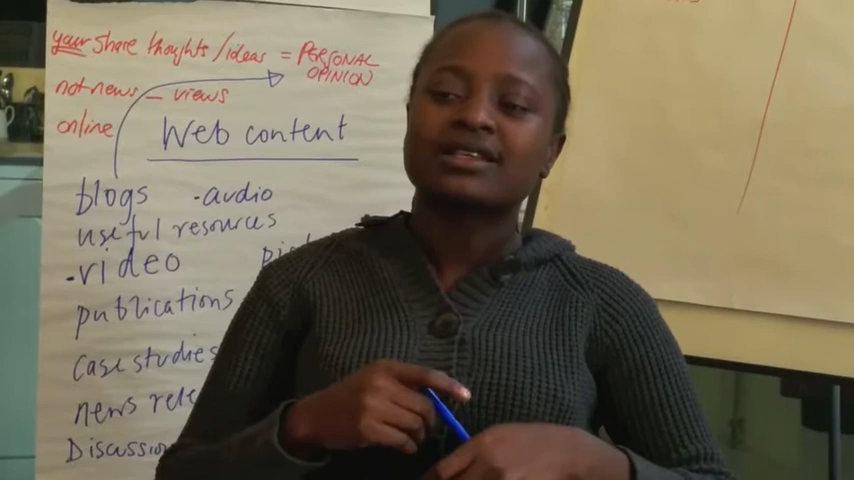 your share thoughts/ideas = PERSONAL
OPINION
not news – views
online
Web content
blogs - audio
useful resources
- video
publications
case studies
news rele
Discussion